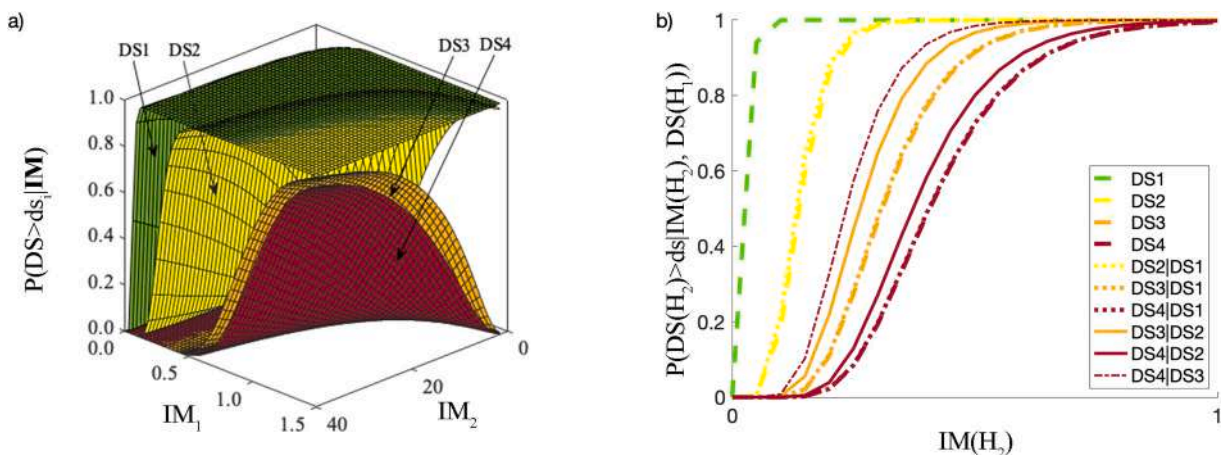 a)
DS1
DS2
DS3
DS4
P(DS>ds_i|IM)
1.0
0.8
0.6
0.4
0.2
0.0
0.0
0.5
1.0
1.5
IM_1
40
20
0
IM_2
b)
P(DS(H_2)>ds|IM(H_2), DS(H_1))
1
0.8
0.6
0.4
0.2
0
0
1
IM(H_2)
DS1
DS2
DS3
DS4
DS2|DS1
DS3|DS1
DS4|DS1
DS3|DS2
DS4|DS2
DS4|DS3